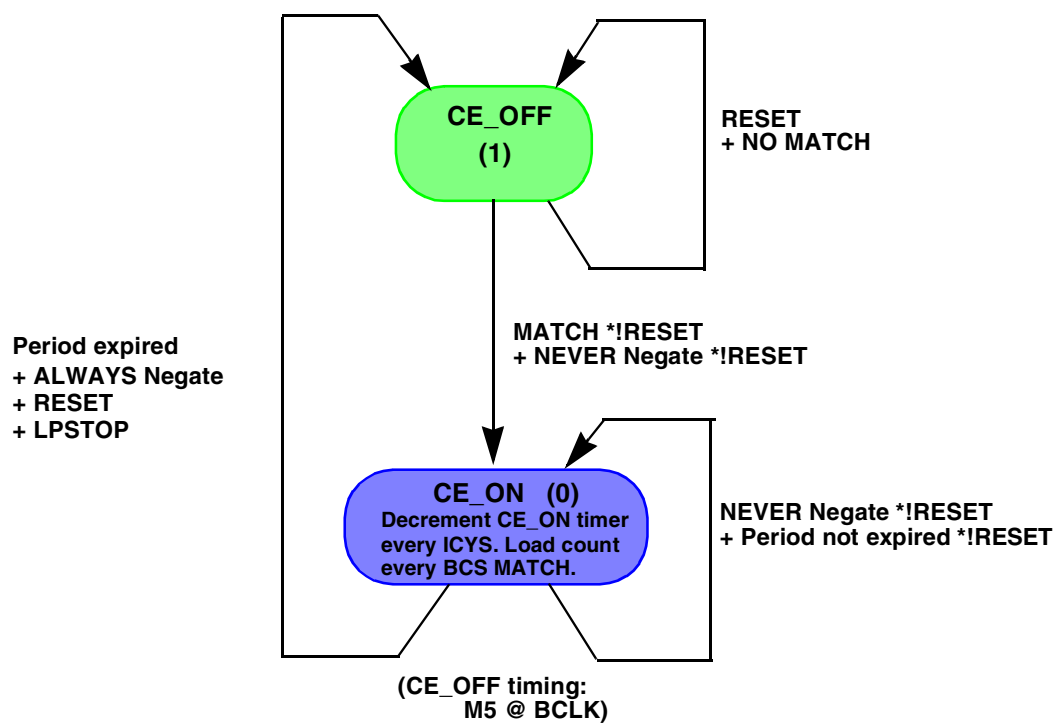 CE_OFF
(1)
RESET
+ NO MATCH
MATCH *!RESET
+ NEVER Negate *!RESET
Period expired
+ ALWAYS Negate
+ RESET
+ LPSTOP
CE_ON (0)
Decrement CE_ON timer
every ICYS. Load count
every BCS MATCH.
NEVER Negate *!RESET
+ Period not expired *!RESET
(CE_OFF timing:
M5 @ BCLK)